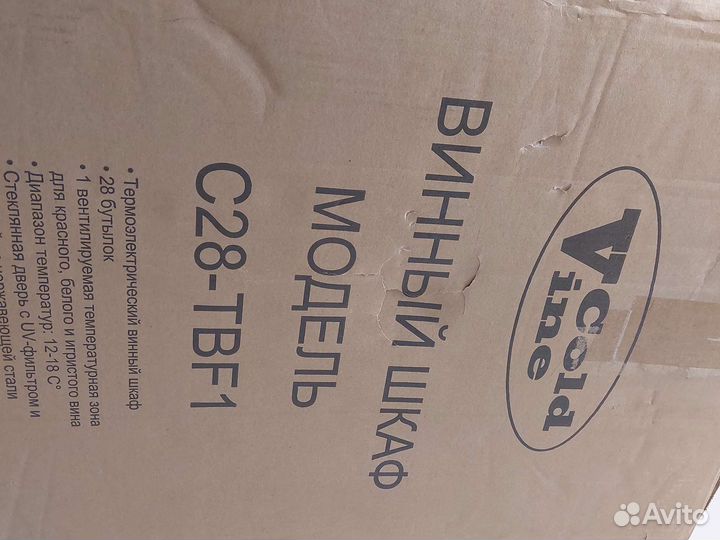 Vcold
ine
ВИННЫЙ ШКАФ
МОДЕЛЬ
C28-TBF1
• Термоэлектрический винный шкаф
• 28 бутылок
• 1 вентилируемая температурная зона
для красного, белого и игристого вина
• Диапазон температур: 12-18 C°
• Стеклянная дверь с UV-фильтром и
нержавеющей стали
Avito